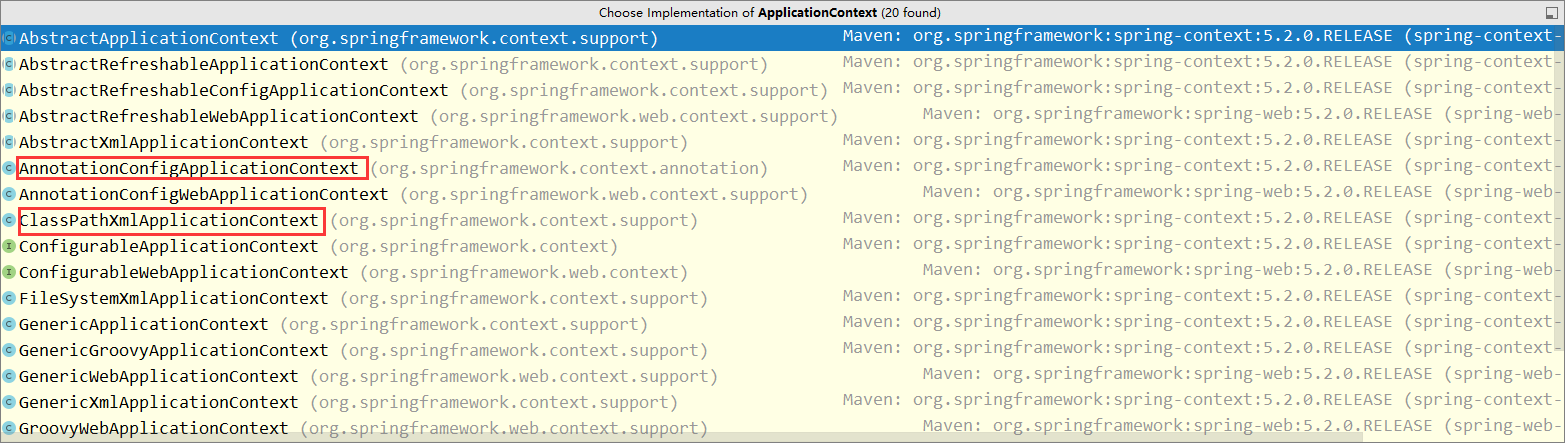 Choose Implementation of ApplicationContext (20 found)
AbstractApplicationContext (org.springframework.context.support) Maven: org.springframework:spring-context:5.2.0.RELEASE (spring-context-
AbstractRefreshableApplicationContext (org.springframework.context.support) Maven: org.springframework:spring-context:5.2.0.RELEASE (spring-context-
AbstractRefreshableConfigApplicationContext (org.springframework.context.support) Maven: org.springframework:spring-context:5.2.0.RELEASE (spring-context-
AbstractRefreshableWebApplicationContext (org.springframework.web.context.support) Maven: org.springframework:spring-web:5.2.0.RELEASE (spring-web-
AbstractXmlApplicationContext (org.springframework.context.support) Maven: org.springframework:spring-context:5.2.0.RELEASE (spring-context-
AnnotationConfigApplicationContext (org.springframework.context.annotation) Maven: org.springframework:spring-context:5.2.0.RELEASE (spring-context-
AnnotationConfigWebApplicationContext (org.springframework.web.context.support) Maven: org.springframework:spring-web:5.2.0.RELEASE (spring-web-
ClassPathXmlApplicationContext (org.springframework.context.support) Maven: org.springframework:spring-context:5.2.0.RELEASE (spring-context-
ConfigurableApplicationContext (org.springframework.context) Maven: org.springframework:spring-context:5.2.0.RELEASE (spring-context-
ConfigurableWebApplicationContext (org.springframework.web.context) Maven: org.springframework:spring-web:5.2.0.RELEASE (spring-web-
FileSystemXmlApplicationContext (org.springframework.context.support) Maven: org.springframework:spring-context:5.2.0.RELEASE (spring-context-
GenericApplicationContext (org.springframework.context.support) Maven: org.springframework:spring-context:5.2.0.RELEASE (spring-context-
GenericGroovyApplicationContext (org.springframework.context.support) Maven: org.springframework:spring-context:5.2.0.RELEASE (spring-context-
GenericWebApplicationContext (org.springframework.web.context.support) Maven: org.springframework:spring-web:5.2.0.RELEASE (spring-web-
GenericXmlApplicationContext (org.springframework.context.support) Maven: org.springframework:spring-context:5.2.0.RELEASE (spring-context-
GroovyWebApplicationContext (org.springframework.web.context.support) Maven: org.springframework:spring-web:5.2.0.RELEASE (spring-web-